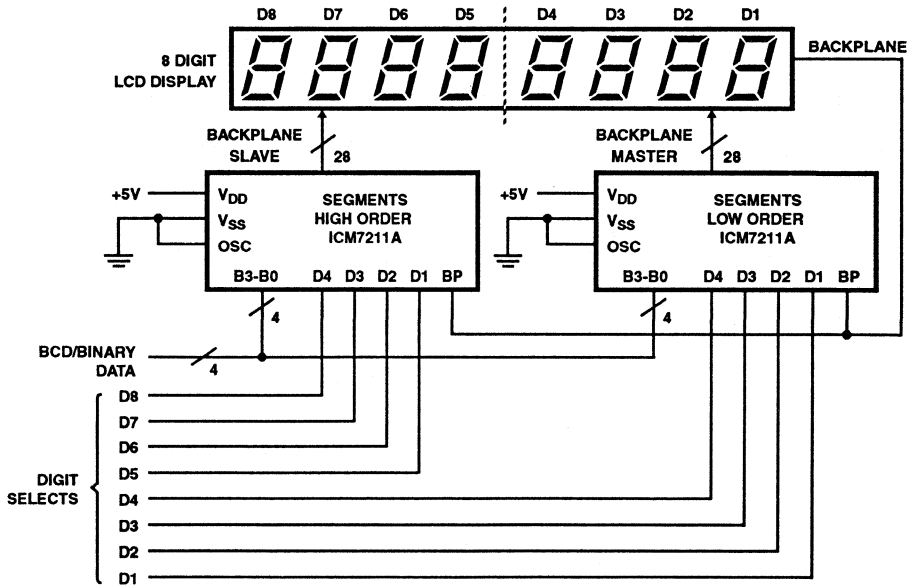 D8 D7 D6 D5 D4 D3 D2 D1
BACKPLANE
8 DIGIT
LCD DISPLAY
BACKPLANE
SLAVE
28
BACKPLANE
MASTER
28
+5V
VDD
VSS
OSC
SEGMENTS
HIGH ORDER
ICM7211A
B3-B0 D4 D3 D2 D1 BP
+5V
VDD
VSS
OSC
SEGMENTS
LOW ORDER
ICM7211A
B3-B0 D4 D3 D2 D1 BP
4
4
BCD/BINARY
DATA
4
DIGIT
SELECTS
D8
D7
D6
D5
D4
D3
D2
D1